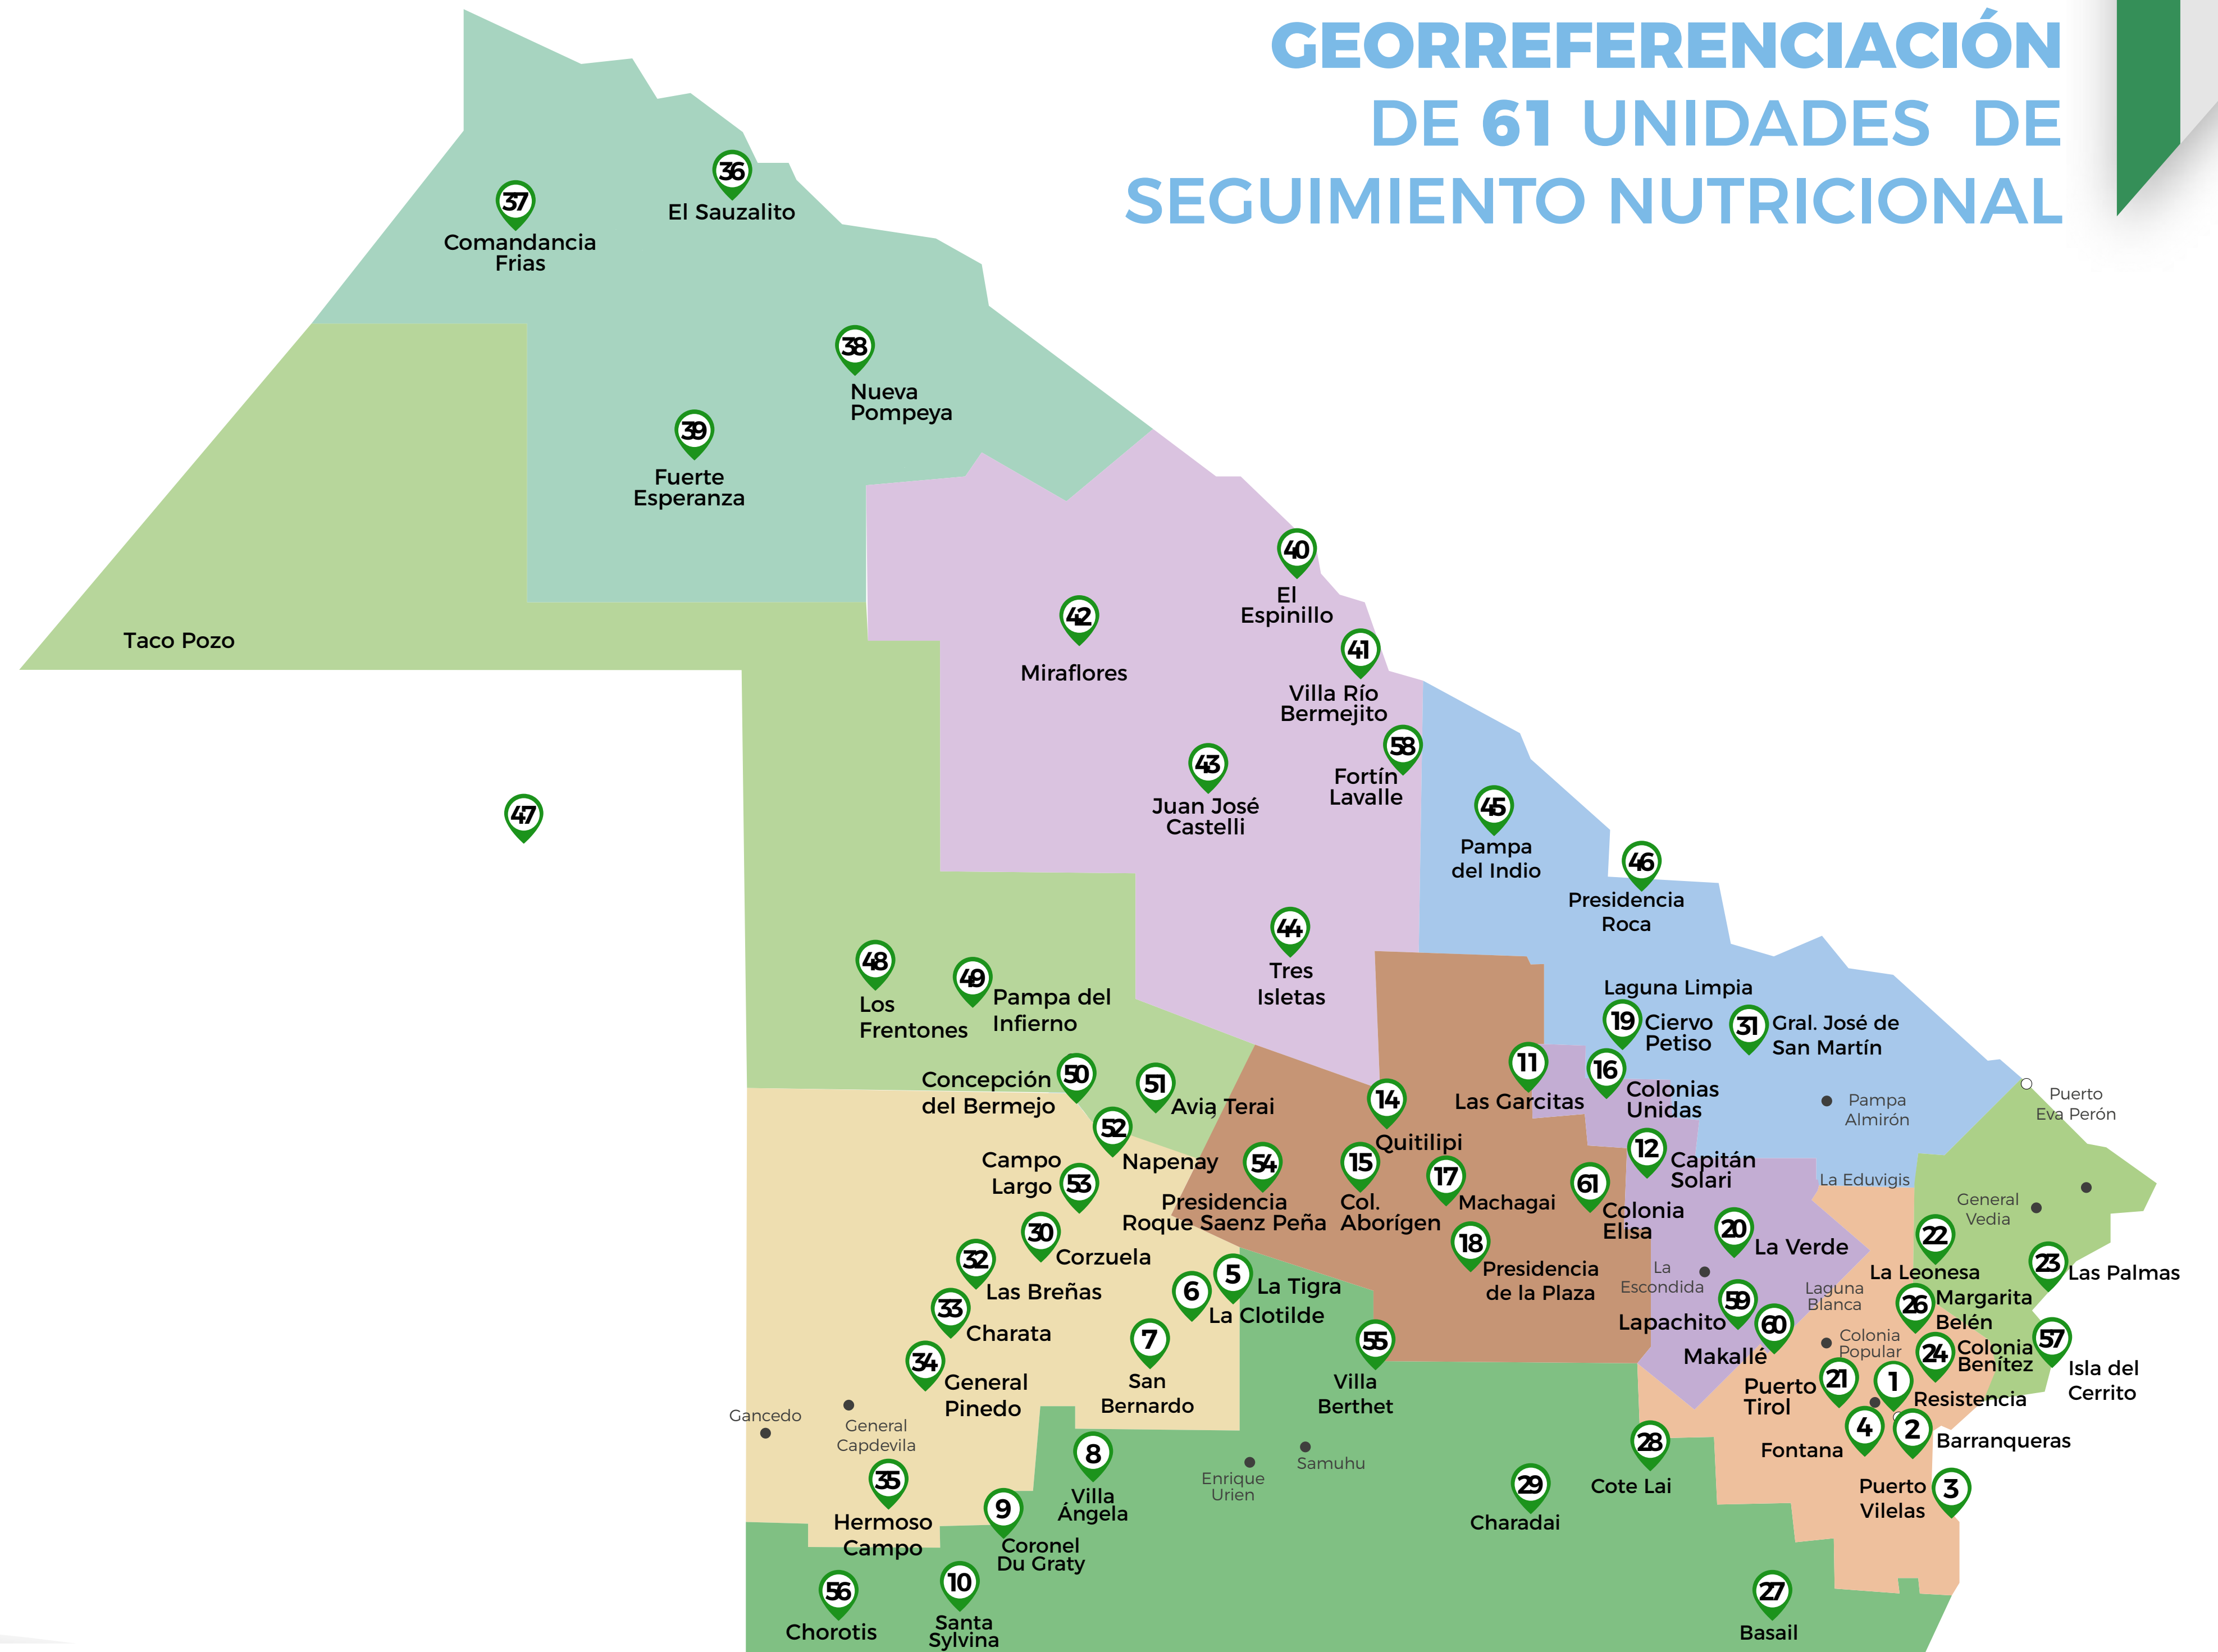 GEORREFERENCIACIÓN
DE 61 UNIDADES DE
SEGUIMIENTO NUTRICIONAL
36
El Sauzalito
37
Comandancia
Frias
38
Nueva
Pompeya
39
Fuerte
Esperanza
40
El
Espinillo
42
Miraflores
Taco Pozo
41
Villa Río
Bermejito
58
Fortín
Lavalle
43
Juan José
Castelli
45
Pampa
del Indio
47
46
Presidencia
Roca
44
Tres
Isletas
48
Los
Frentones
49
Pampa del
Infierno
Laguna Limpia
19
Ciervo
Petiso
31
Gral. José de
San Martín
11
Las Garcitas
16
Colonias
Unidas
50
Concepción
del Bermejo
51
Avia Terai
14
Quitilipi
Pampa
Almirón
Puerto
Eva Perón
52
Napenay
12
Capitán
Solari
Campo
Largo
53
54
Presidencia
Roque Saenz Peña
15
Col.
Aborígen
17
Machagai
61
Colonia
Elisa
La Eduvigis
General
Vedia
30
Corzuela
18
Presidencia
de la Plaza
20
La Verde
22
La Leonesa
23
Las Palmas
32
Las Breñas
5
La Tigra
6
La Clotilde
La
Escondida
59
Lapachito
Laguna
Blanca
26
Margarita
Belén
33
Charata
7
San
Bernardo
55
Villa
Berthet
60
Makallé
Colonia
Popular
24
Colonia
Benítez
57
Isla del
Cerrito
34
General
Pinedo
21
Puerto
Tirol
1
Resistencia
Gancedo
General
Capdevila
4
Fontana
2
Barranqueras
8
Villa
Ángela
Enrique
Urien
Samuhu
28
Cote Lai
29
Charadai
3
Puerto
Vilelas
35
Hermoso
Campo
9
Coronel
Du Graty
56
Chorotis
10
Santa
Sylvina
27
Basail